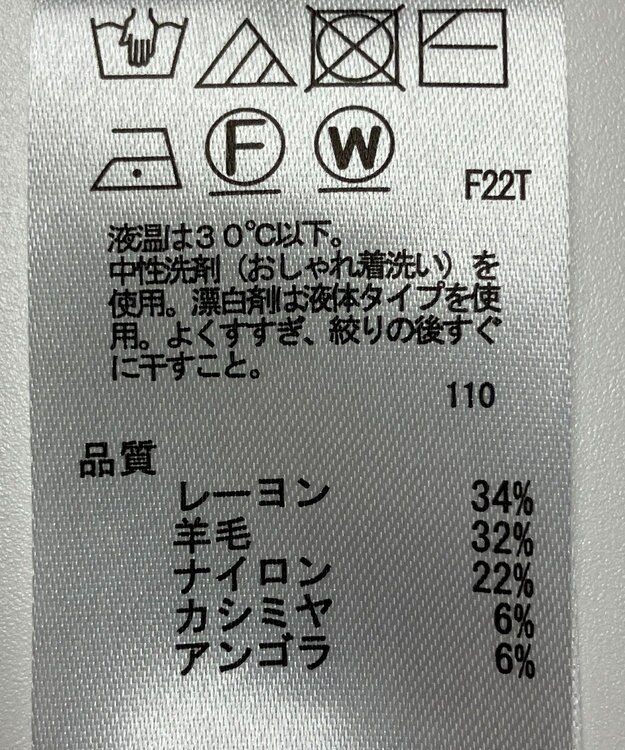 F W
F22T
液温は30℃以下。
中性洗剤（おしゃれ着洗い）を
使用。漂白剤は液体タイプを使
用。よくすすぎ、絞りの後すぐ
に干すこと。
110
品質
レーヨン 34%
羊毛 32%
ナイロン 22%
カシミヤ 6%
アンゴラ 6%